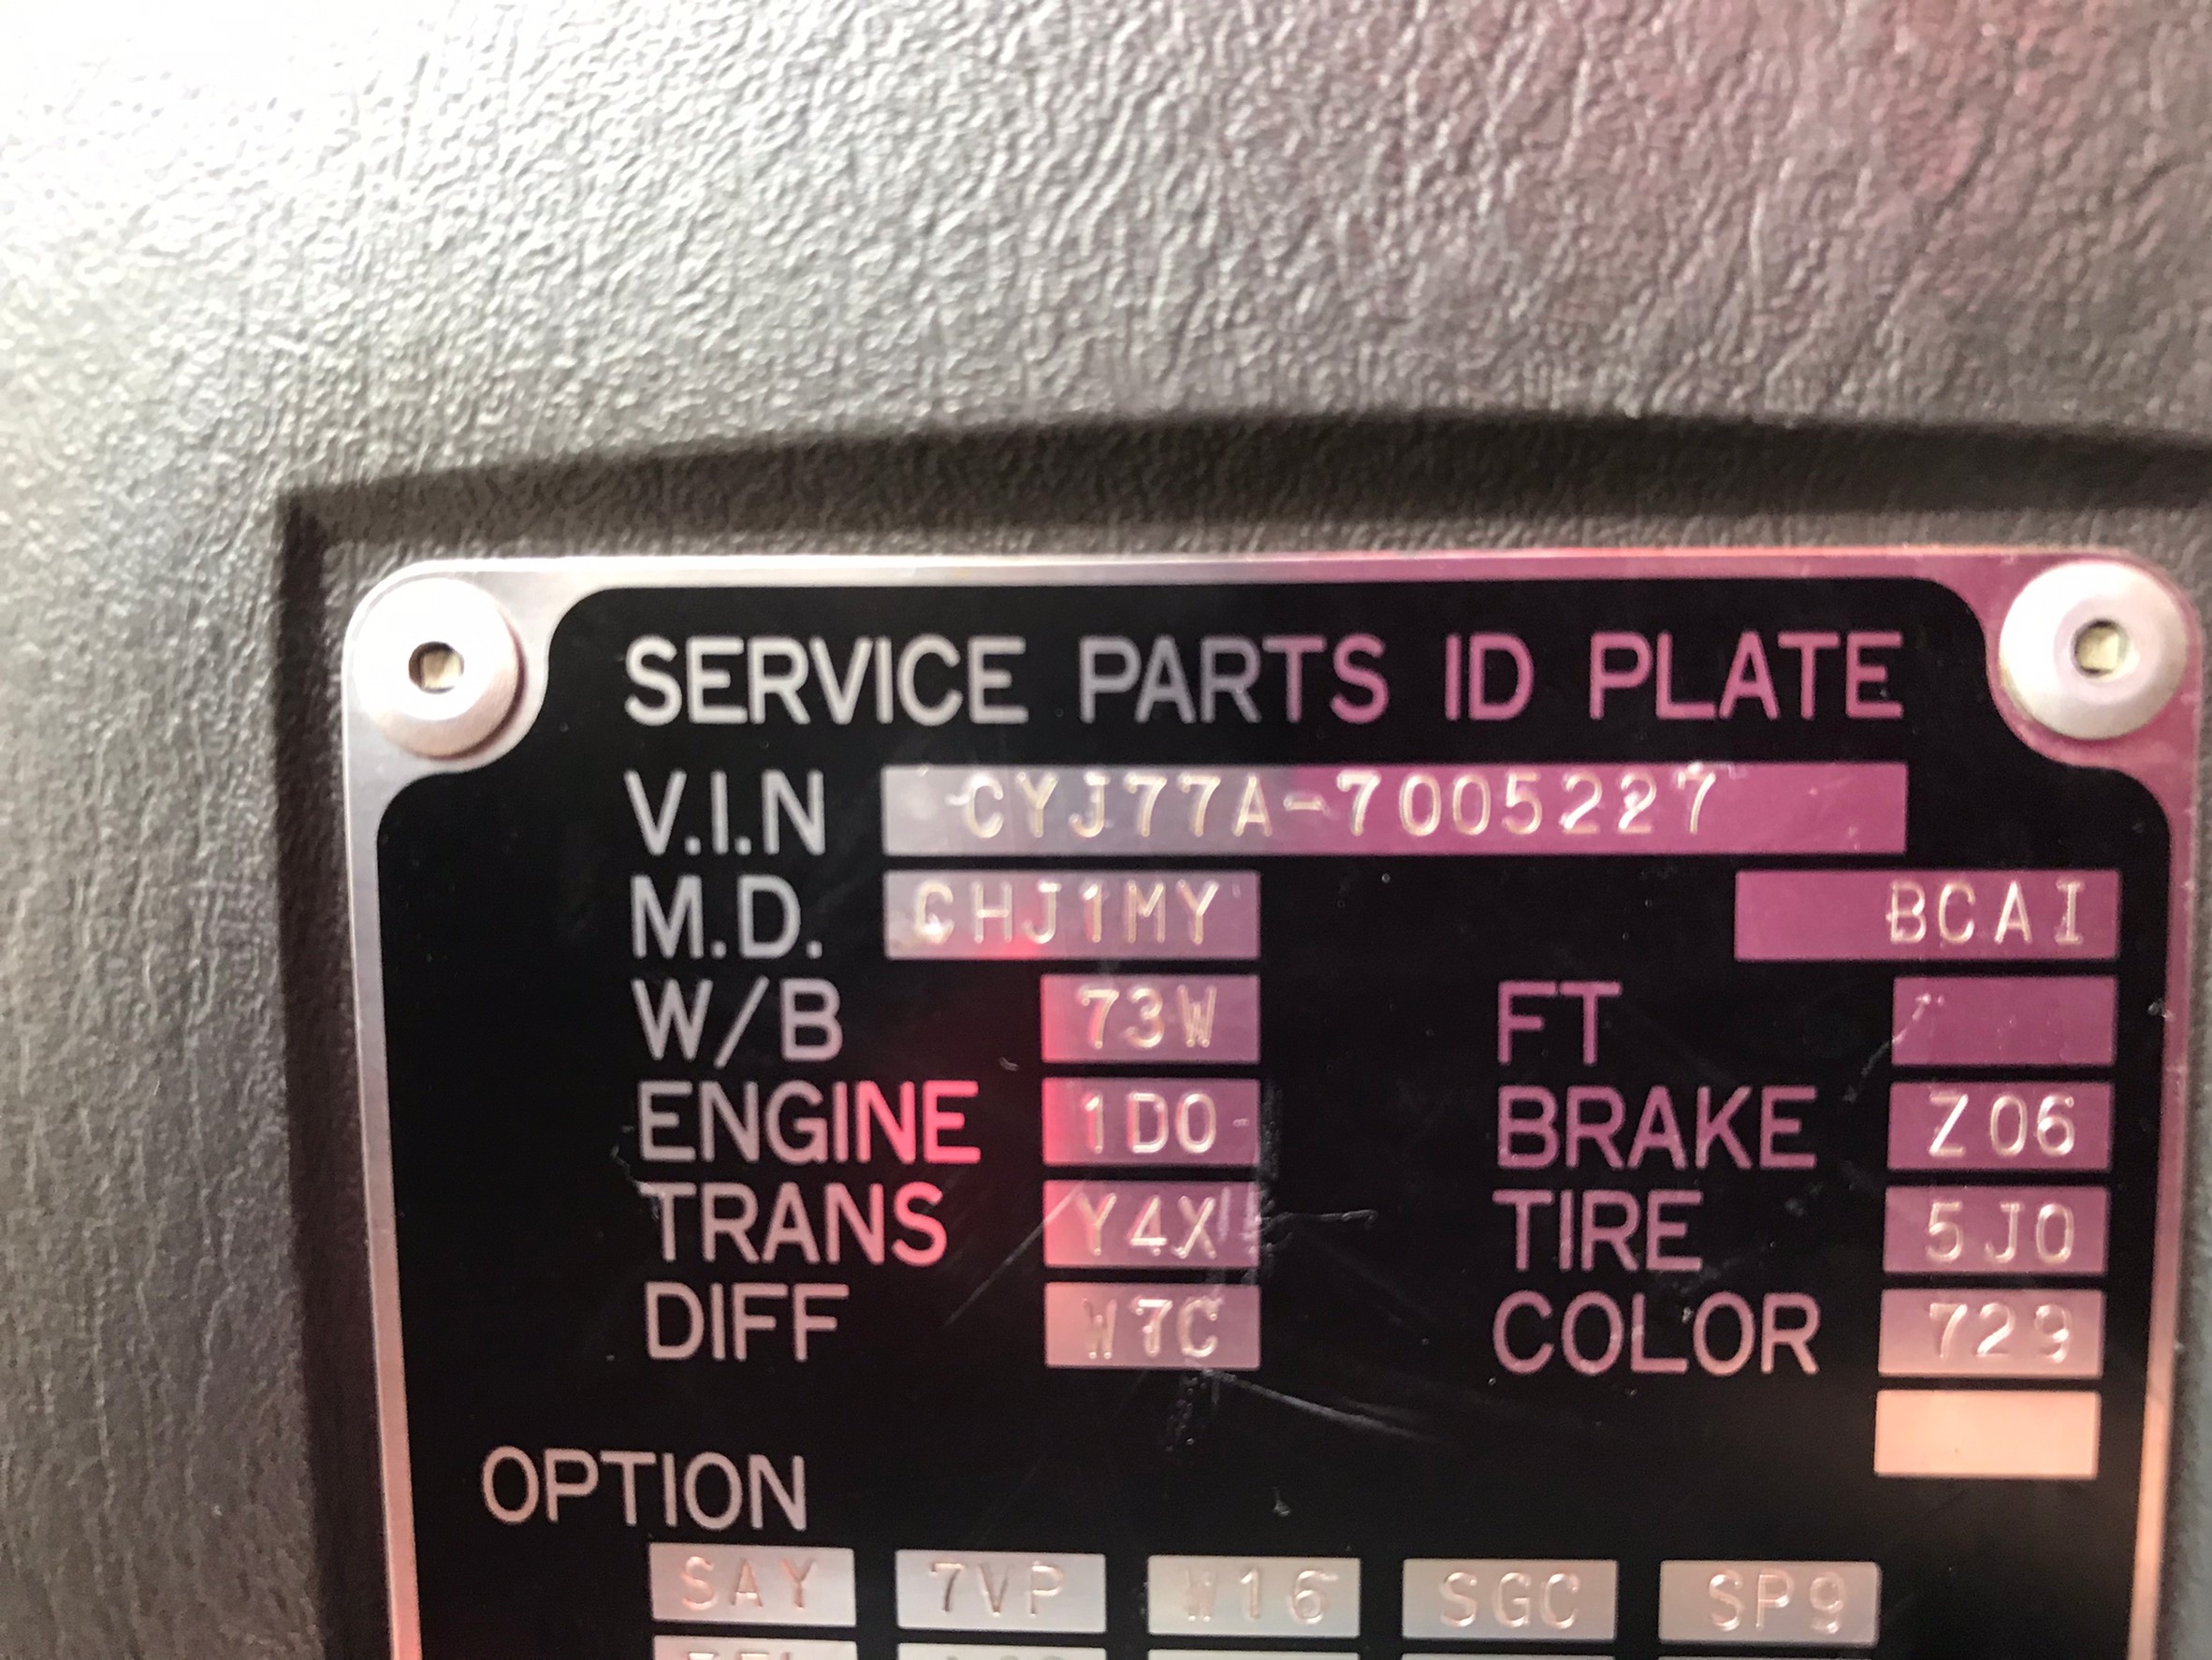 SERVICE PARTS ID PLATE
V.I.N CYJ77A-7005227
M.D. CHJ1MY BCAI
W/B 73W FT
ENGINE 1D0 BRAKE Z06
TRANS Y4X TIRE 5J0
DIFF W7C COLOR 729
OPTION
SAY 7VP W16 SGC SP9